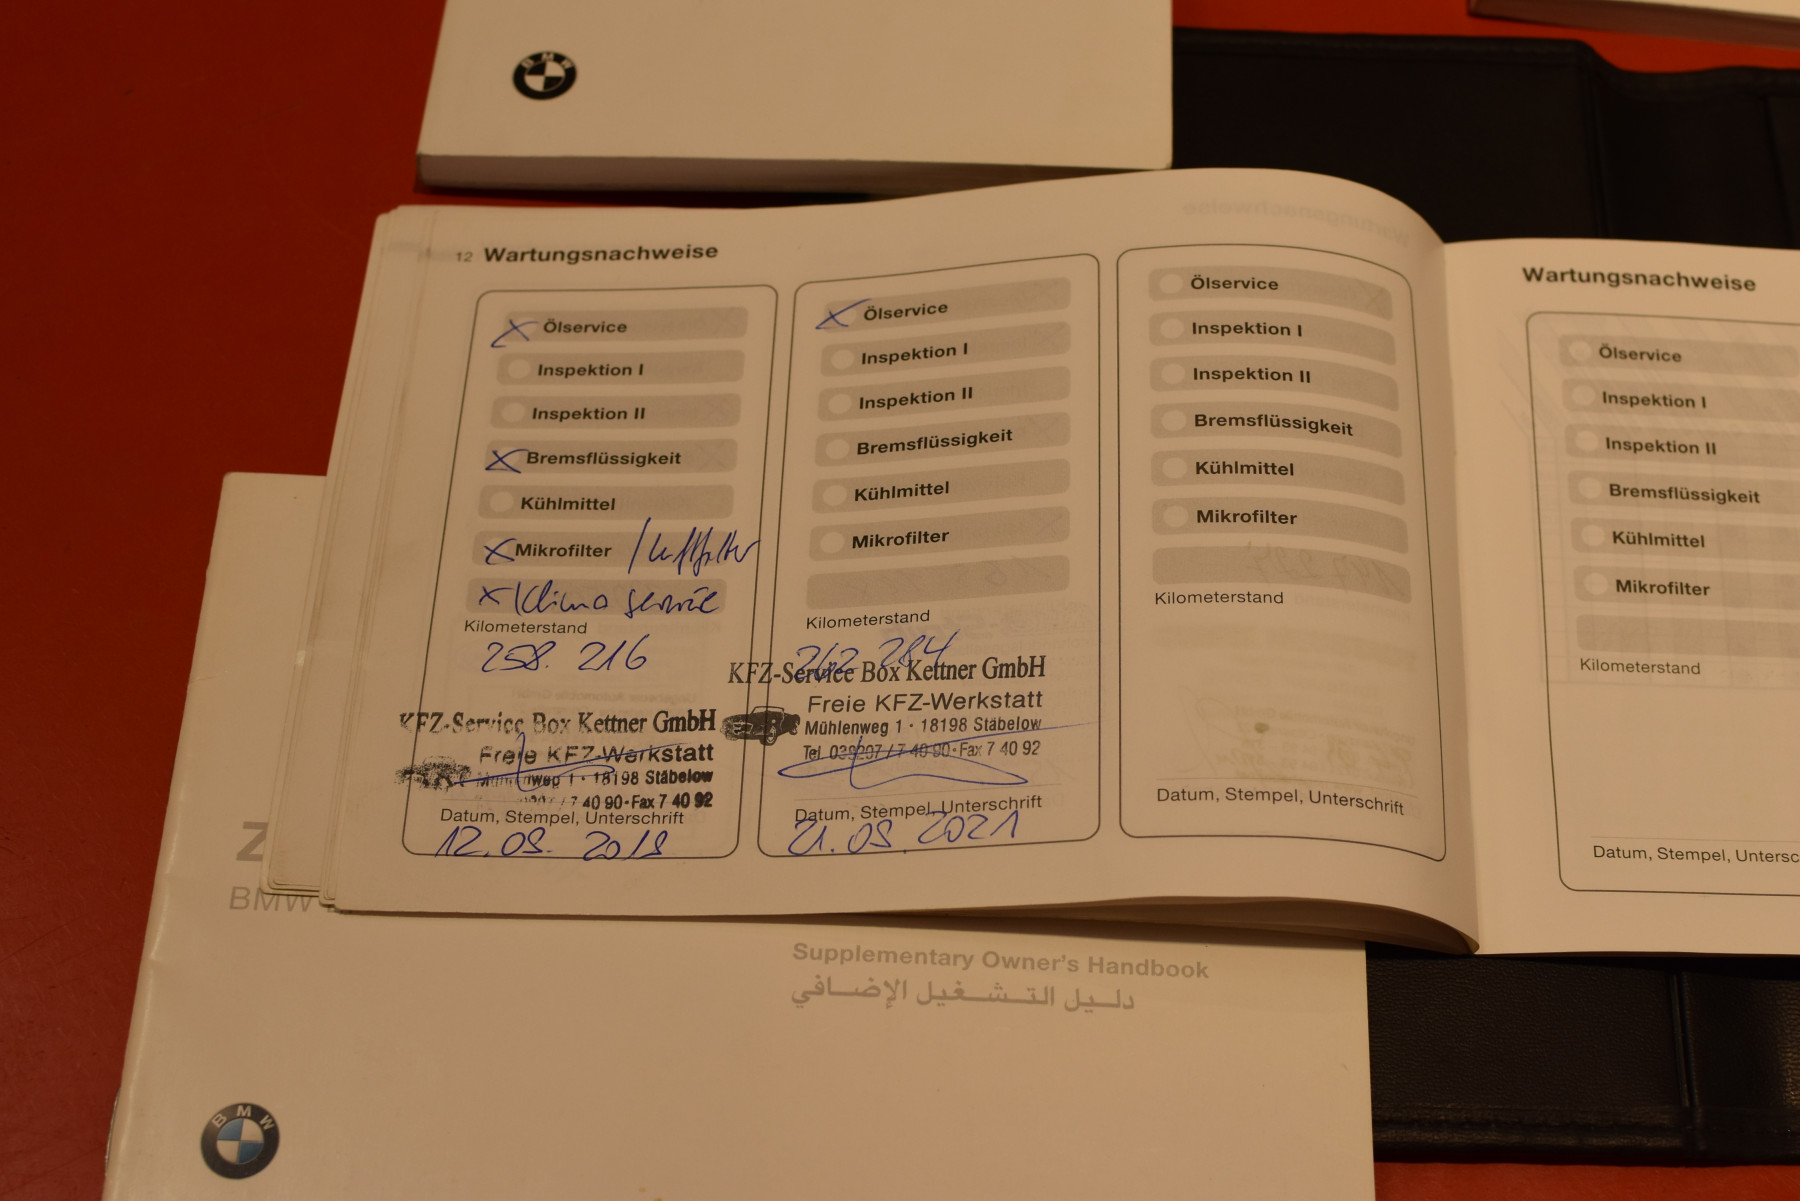 BMW
12 Wartungsnachweise
Ölservice
Inspektion I
Inspektion II
Bremsflüssigkeit
Kühlmittel
Mikrofilter / Luftfilter
x Klima service
Kilometerstand
258. 216
KFZ-Service Box Kettner GmbH
Freie KFZ-Werkstatt
Mühlenweg 1 · 18198 Stäbelow
7 40 90 · Fax 7 40 92
Datum, Stempel, Unterschrift
12.09. 2019
Ölservice
Inspektion I
Inspektion II
Bremsflüssigkeit
Kühlmittel
Mikrofilter
Kilometerstand
262 284
KFZ-Service Box Kettner GmbH
Freie KFZ-Werkstatt
Mühlenweg 1 · 18198 Stäbelow
Tel. 038207 / 7 40 90 · Fax 7 40 92
Datum, Stempel, Unterschrift
21.09.2021
Ölservice
Inspektion I
Inspektion II
Bremsflüssigkeit
Kühlmittel
Mikrofilter
Kilometerstand
Datum, Stempel, Unterschrift
Wartungsnachweise
Ölservice
Inspektion I
Inspektion II
Bremsflüssigkeit
Kühlmittel
Mikrofilter
Kilometerstand
Datum, Stempel, Untersc
Z
BMW
Supplementary Owner's Handbook
دليل التشغيل الإضافي
BMW